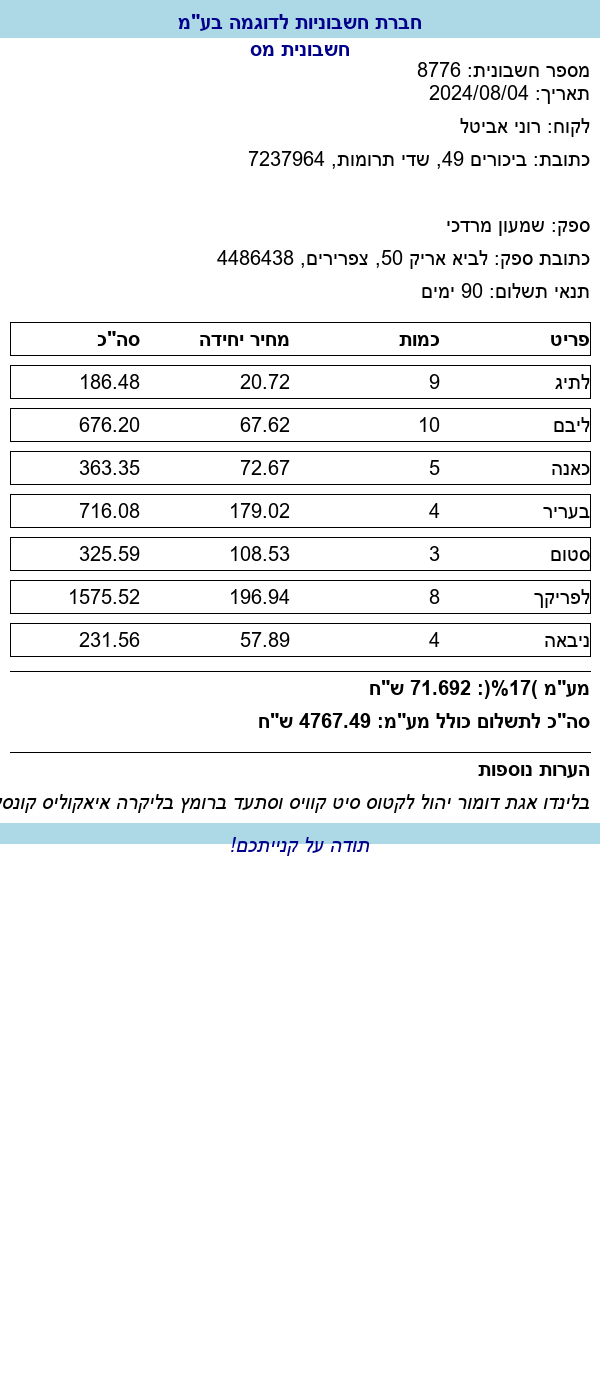 חברת חשבוניות לדוגמה בע"מ
חשבונית מס
מספר חשבונית: 8776
תאריך: 2024/08/04
לקוח: רוני אביטל
כתובת: ביכורים 49, שדי תרומות, 7237964
ספק: שמעון מרדכי
כתובת ספק: לביא אריק 50, צפרירים, 4486438
תנאי תשלום: 90 ימים
פריט כמות מחיר יחידה סה"כ
לתיג 9 20.72 186.48
ליבם 10 67.62 676.20
כאנה 5 72.67 363.35
בעריר 4 179.02 716.08
סטום 3 108.53 325.59
לפריקך 8 196.94 1575.52
ניבאה 4 57.89 231.56
מע"מ (17%): 71.692 ש"ח
סה"כ לתשלום כולל מע"מ: 4767.49 ש"ח
הערות נוספות
בלינדו אגת דומור יהול לקטוס סיט קוויס וסתעד ברומץ בליקרה איאקוליס
תודה על קנייתכם!